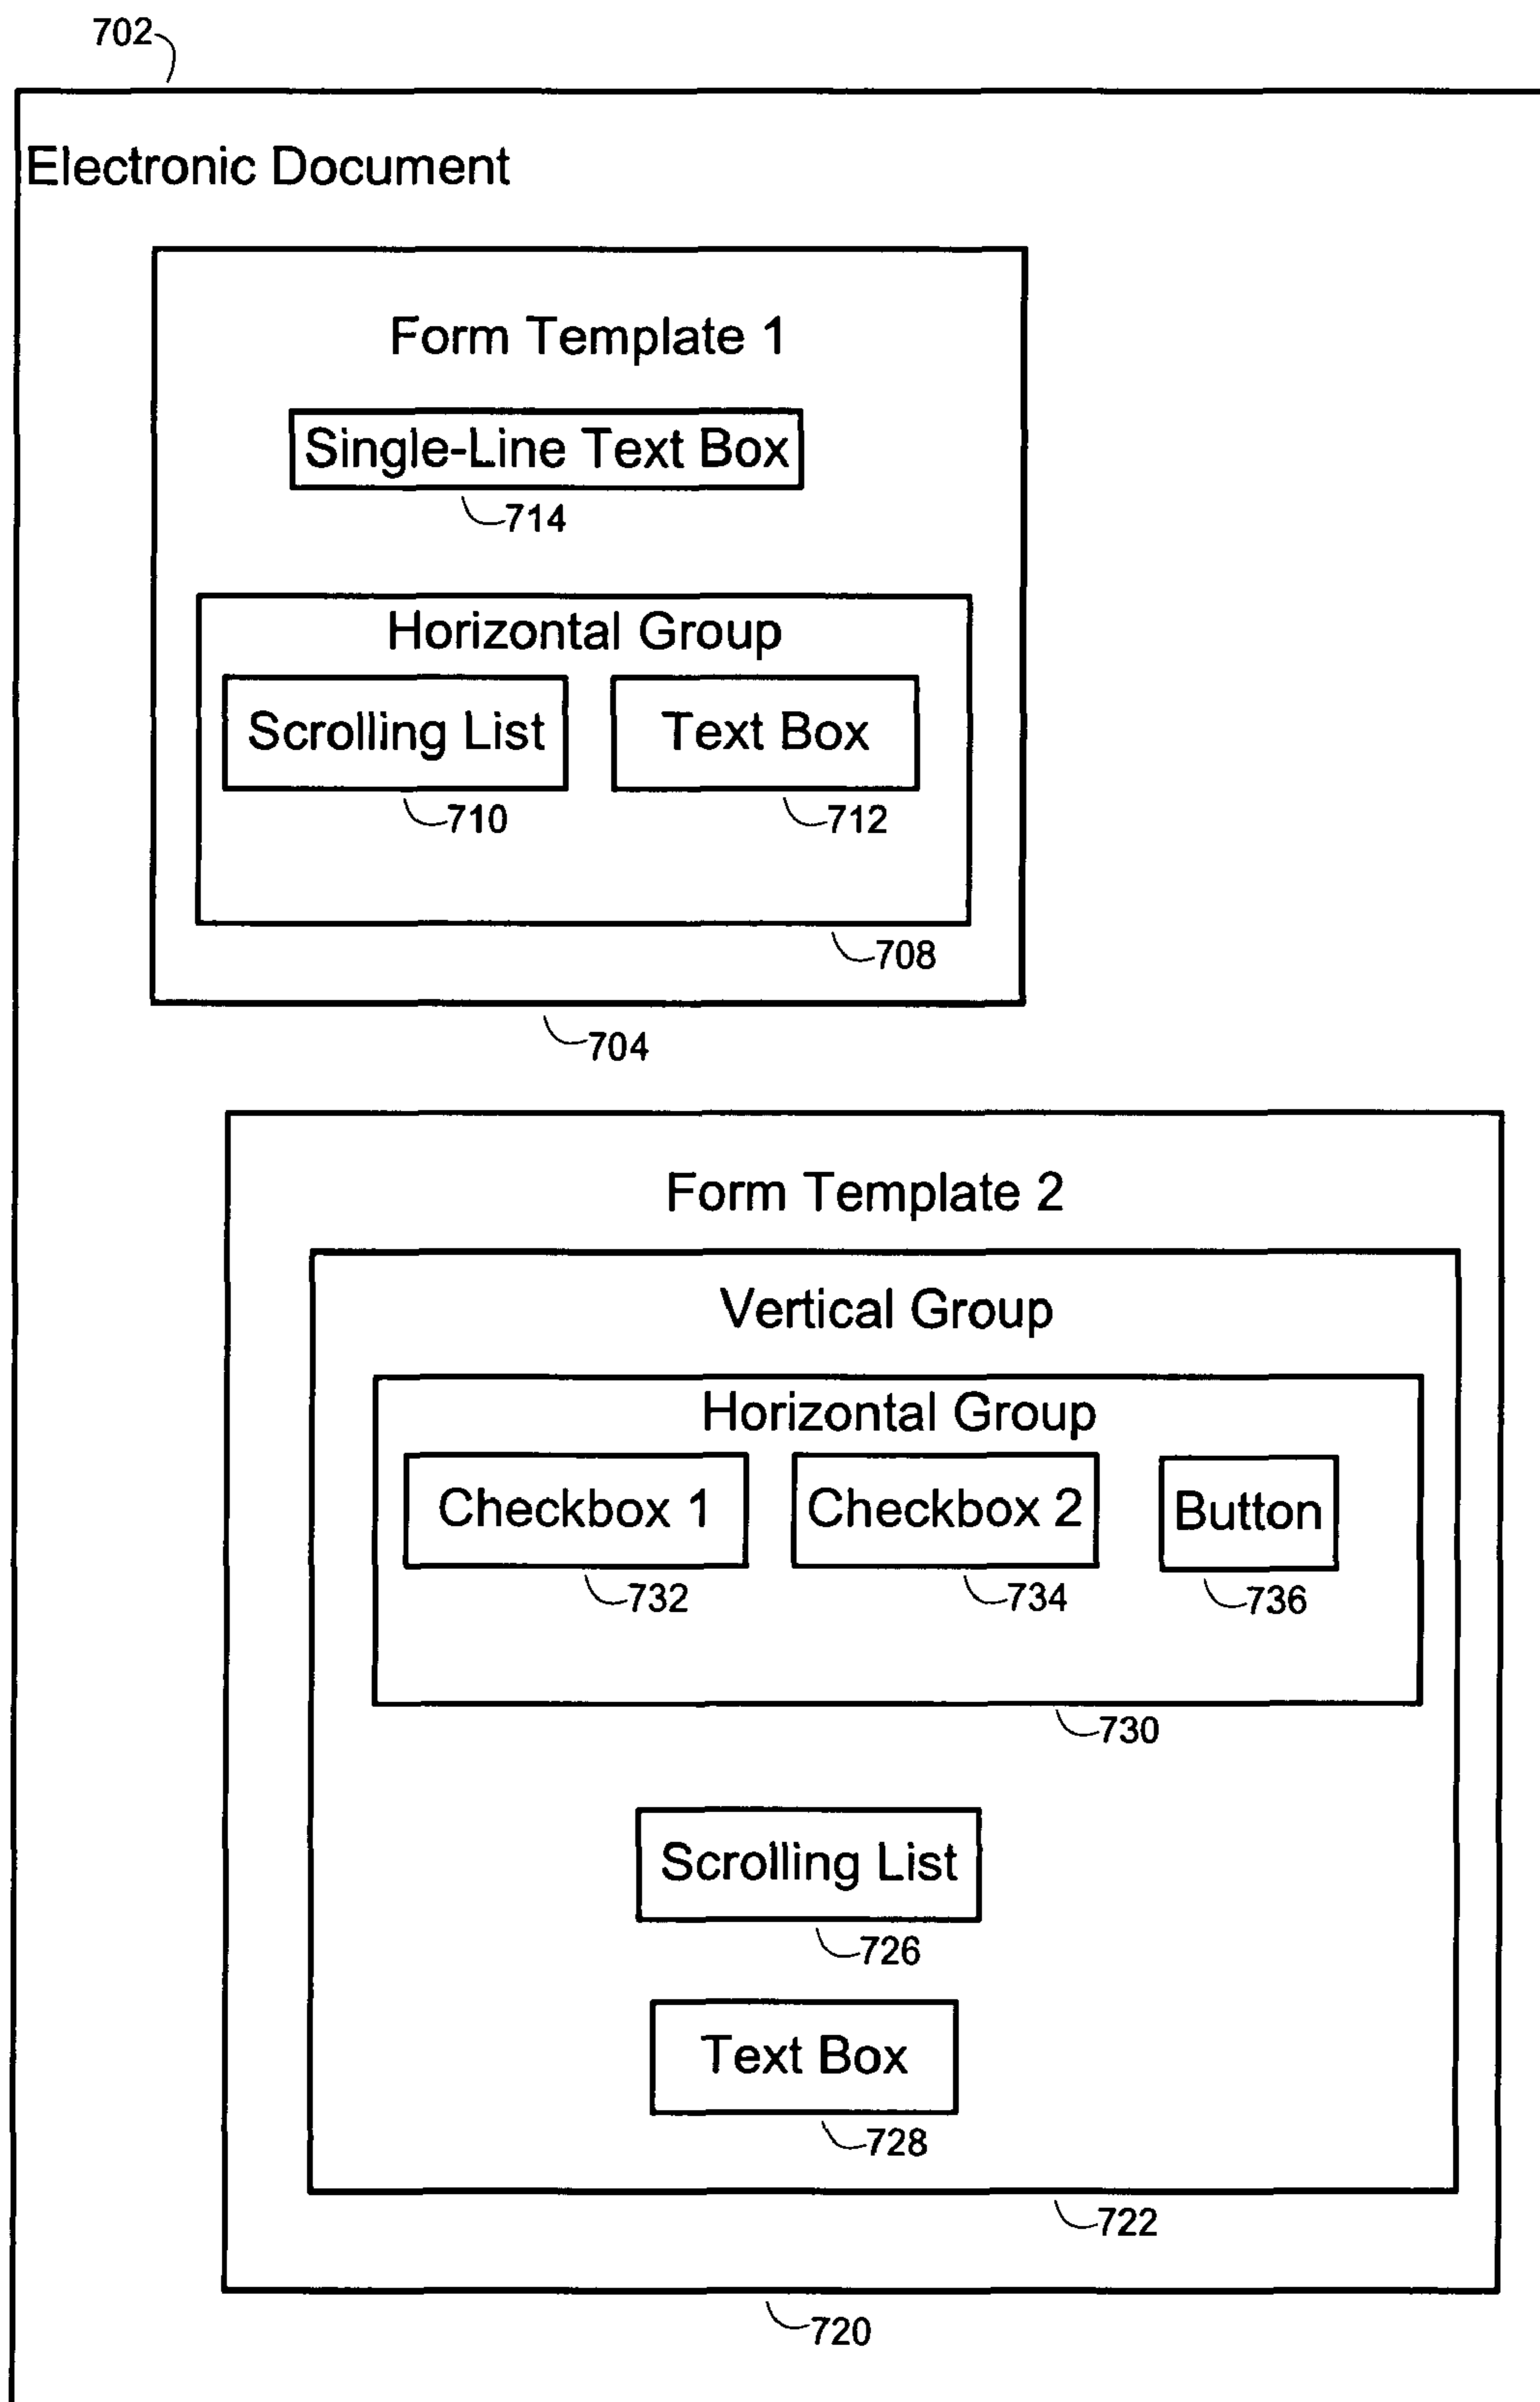 702
Electronic Document
Form Template 1
Single-Line Text Box
714
Horizontal Group
Scrolling List
Text Box
710
712
708
704
Form Template 2
Vertical Group
Horizontal Group
Checkbox 1
Checkbox 2
Button
732
734
736
730
Scrolling List
726
Text Box
728
722
720